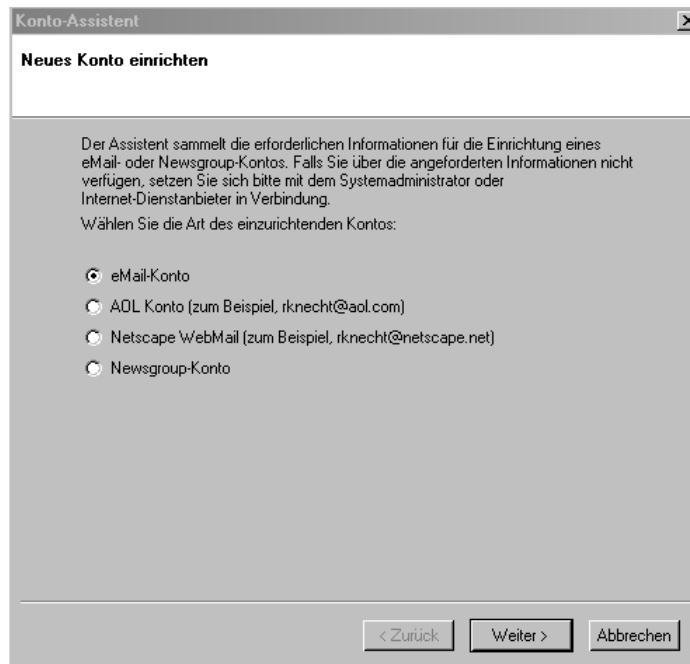 Konto-Assistent
Neues Konto einrichten
Der Assistent sammelt die erforderlichen Informationen für die Einrichtung eines
eMail- oder Newsgroup-Kontos. Falls Sie über die angeforderten Informationen nicht
verfügen, setzen Sie sich bitte mit dem Systemadministrator oder
Internet-Dienstanbieter in Verbindung.
Wählen Sie die Art des einzurichtenden Kontos:
eMail-Konto
AOL Konto (zum Beispiel, rknecht@aol.com)
Netscape WebMail (zum Beispiel, rknecht@netscape.net)
Newsgroup-Konto
< Zurück Weiter > Abbrechen